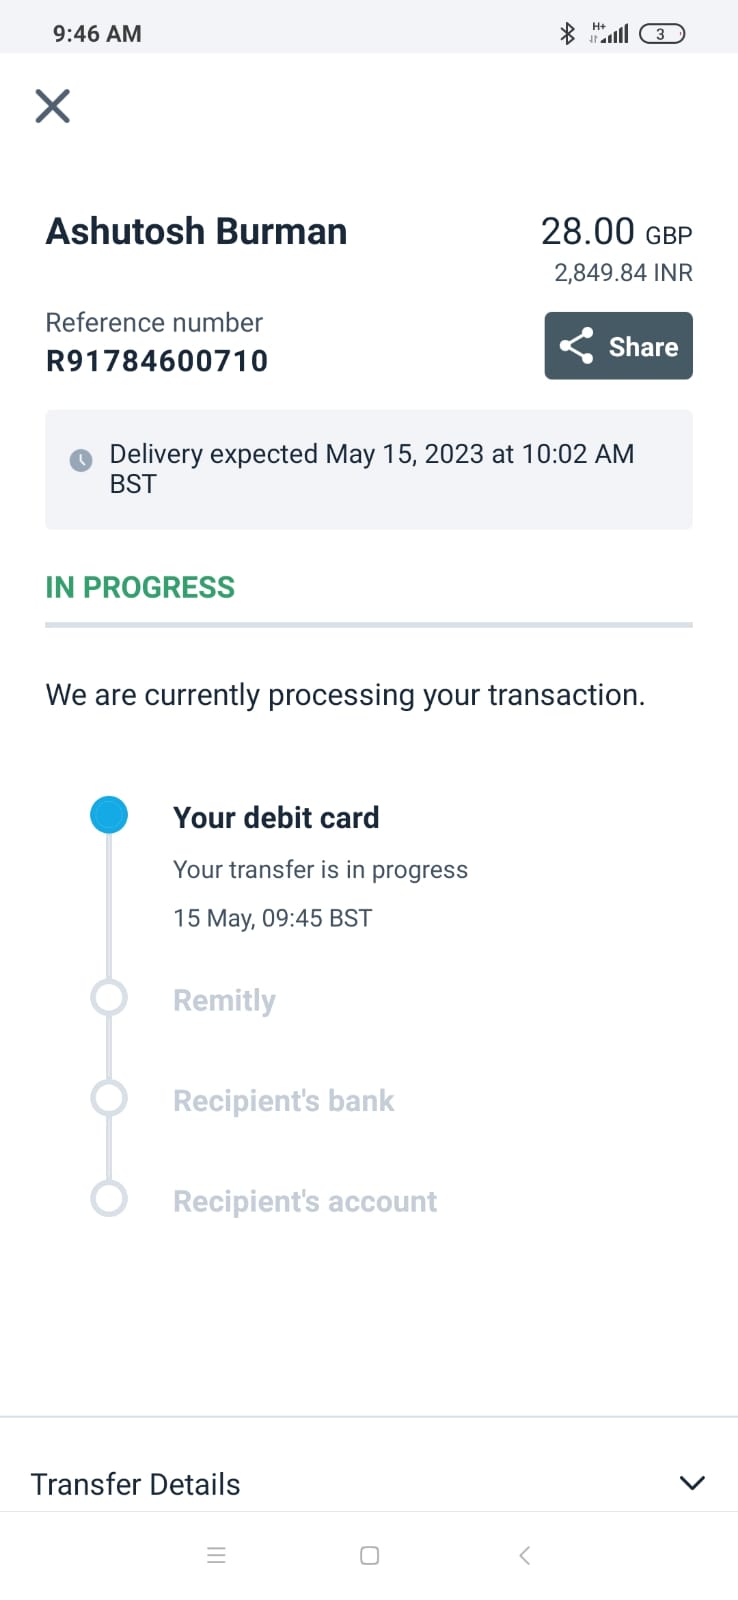 9:46 AM
H+
3
Ashutosh Burman
28.00 GBP
2,849.84 INR
Reference number
R91784600710
Share
Delivery expected May 15, 2023 at 10:02 AM
BST
IN PROGRESS
We are currently processing your transaction.
Your debit card
Your transfer is in progress
15 May, 09:45 BST
Remitly
Recipient's bank
Recipient's account
Transfer Details